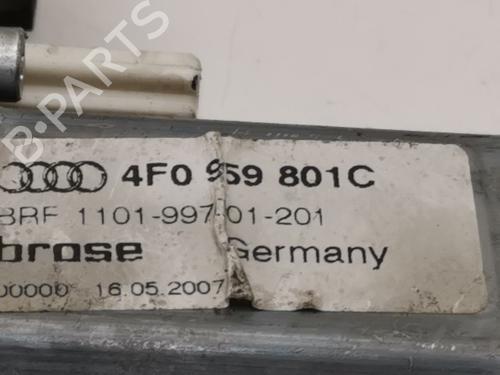 B-PARTS
4F0 959 801C
BRF 1101-997-01-201
brose Germany
00000 16.05.2007